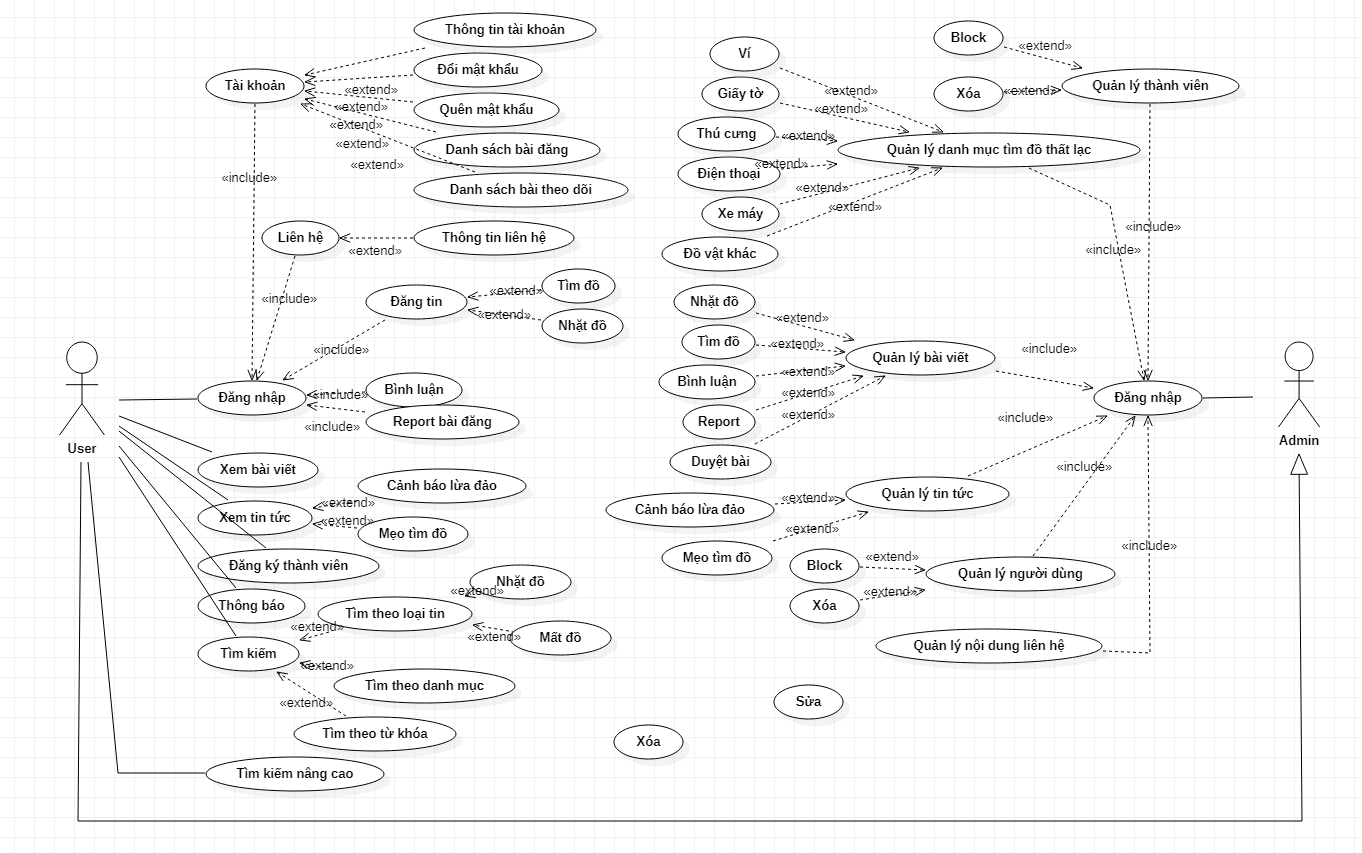 Thông tin tài khoản
Tài khoản
Đổi mật khẩu
Quên mật khẩu
«extend»
«extend»
«extend»
«extend»
«extend»
Danh sách bài đăng
Danh sách bài theo dõi
«include»
Liên hệ
Thông tin liên hệ
«extend»
«include»
Đăng tin
Tìm đồ
«extend»
Nhặt đồ
«extend»
«include»
User
Đăng nhập
Bình luận
«include»
Report bài đăng
«include»
Xem bài viết
Xem tin tức
Cảnh báo lừa đảo
«extend»
Mẹo tìm đồ
«extend»
Đăng ký thành viên
Thông báo
Tìm kiếm
Tìm theo loại tin
«extend»
Nhặt đồ
«extend»
Mất đồ
«extend»
Tìm theo danh mục
«extend»
Tìm theo từ khóa
«extend»
Tìm kiếm nâng cao
Ví
«extend»
Giấy tờ
«extend»
Thú cưng
«extend»
Điện thoại
«extend»
Xe máy
«extend»
Đồ vật khác
«extend»
Quản lý danh mục tìm đồ thất lạc
«include»
Block
«extend»
Xóa
«extend»
Quản lý thành viên
«include»
Nhặt đồ
«extend»
Tìm đồ
«extend»
Bình luận
«extend»
Report
«extend»
Duyệt bài
«extend»
Quản lý bài viết
«include»
Đăng nhập
Admin
Cảnh báo lừa đảo
«extend»
Mẹo tìm đồ
«extend»
Quản lý tin tức
«include»
Block
«extend»
Xóa
«extend»
Quản lý người dùng
«include»
Quản lý nội dung liên hệ
«include»
Sửa
Xóa